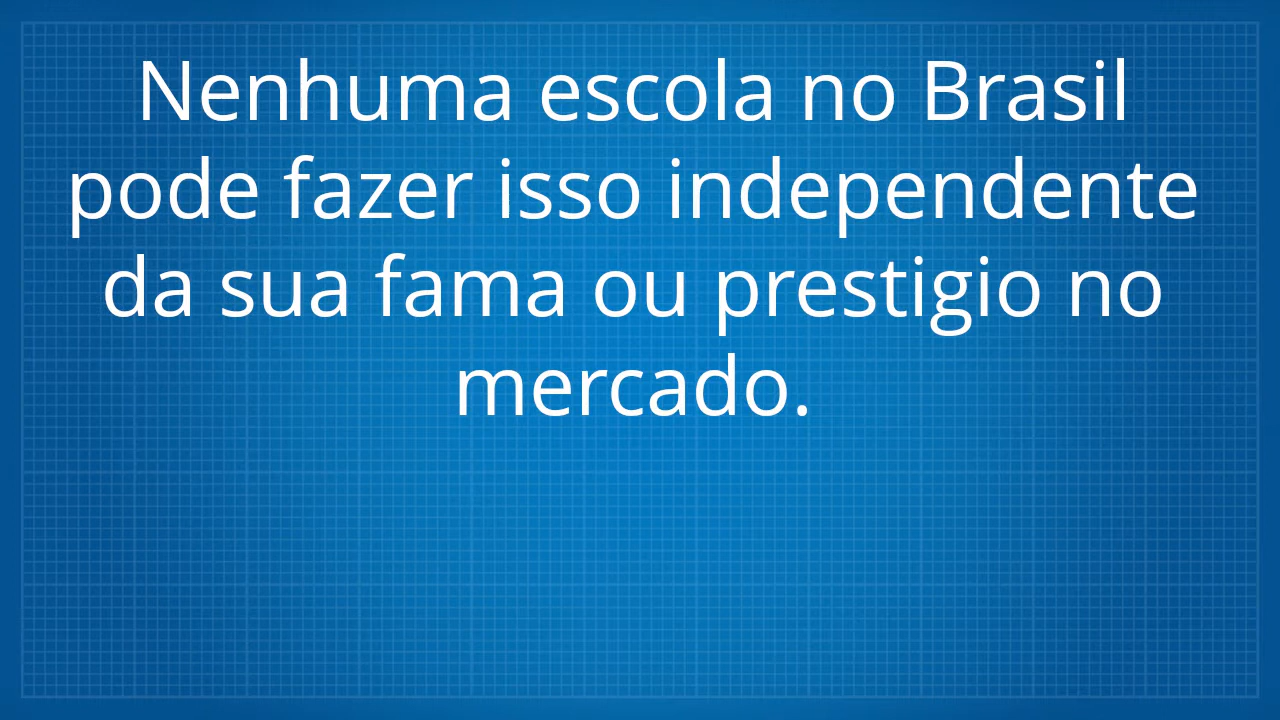 Nenhuma escola no Brasil
pode fazer isso independente
da sua fama ou prestigio no
mercado.